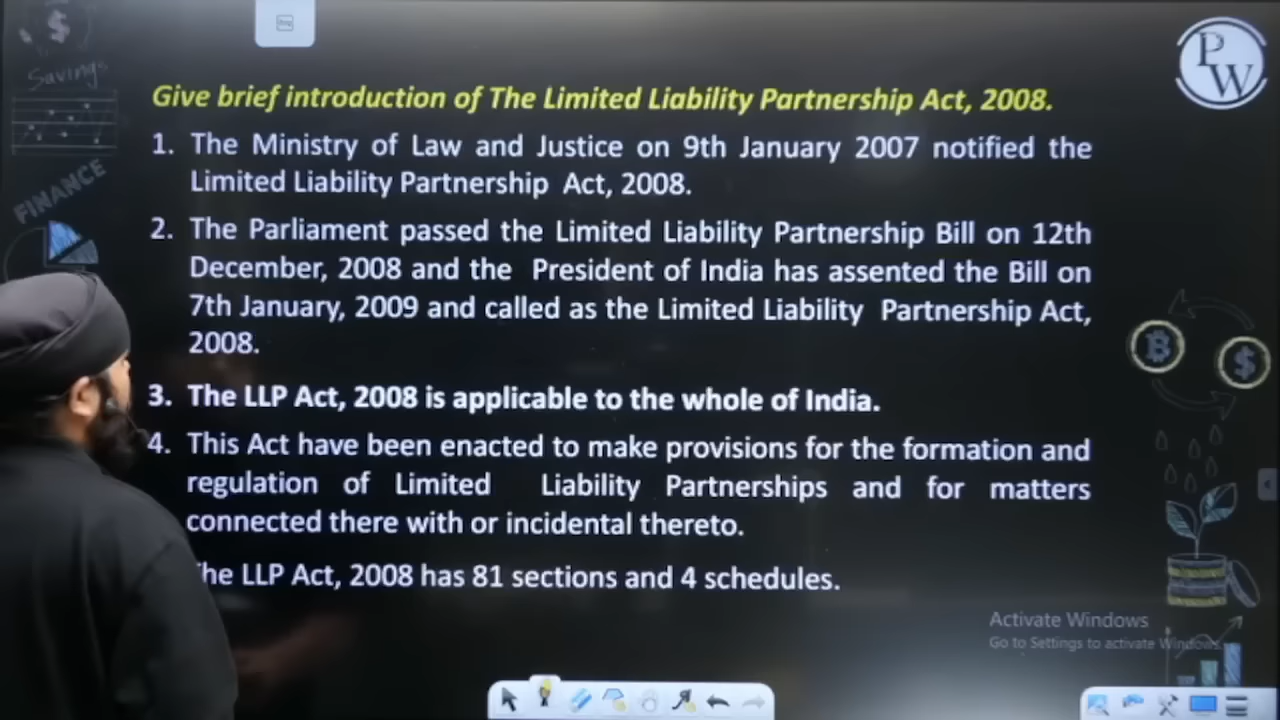 Savings
FINANCE
P
W
Give brief introduction of The Limited Liability Partnership Act, 2008.
1. The Ministry of Law and Justice on 9th January 2007 notified the
Limited Liability Partnership Act, 2008.
2. The Parliament passed the Limited Liability Partnership Bill on 12th
December, 2008 and the President of India has assented the Bill on
7th January, 2009 and called as the Limited Liability Partnership Act,
2008.
3. The LLP Act, 2008 is applicable to the whole of India.
4. This Act have been enacted to make provisions for the formation and
regulation of Limited Liability Partnerships and for matters
connected there with or incidental thereto.
he LLP Act, 2008 has 81 sections and 4 schedules.
Activate Windows
Go to Settings to activate Windows.